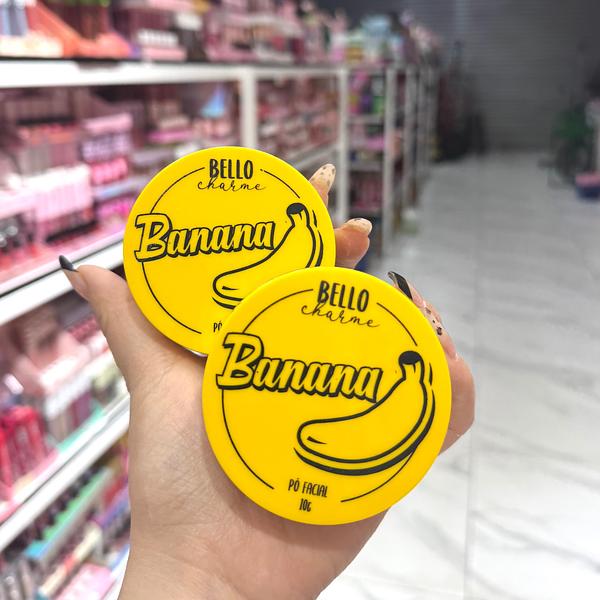 BELLO
charme
Banana
PÓ
BELLO
charme
Banana
PÓ FACIAL
10G